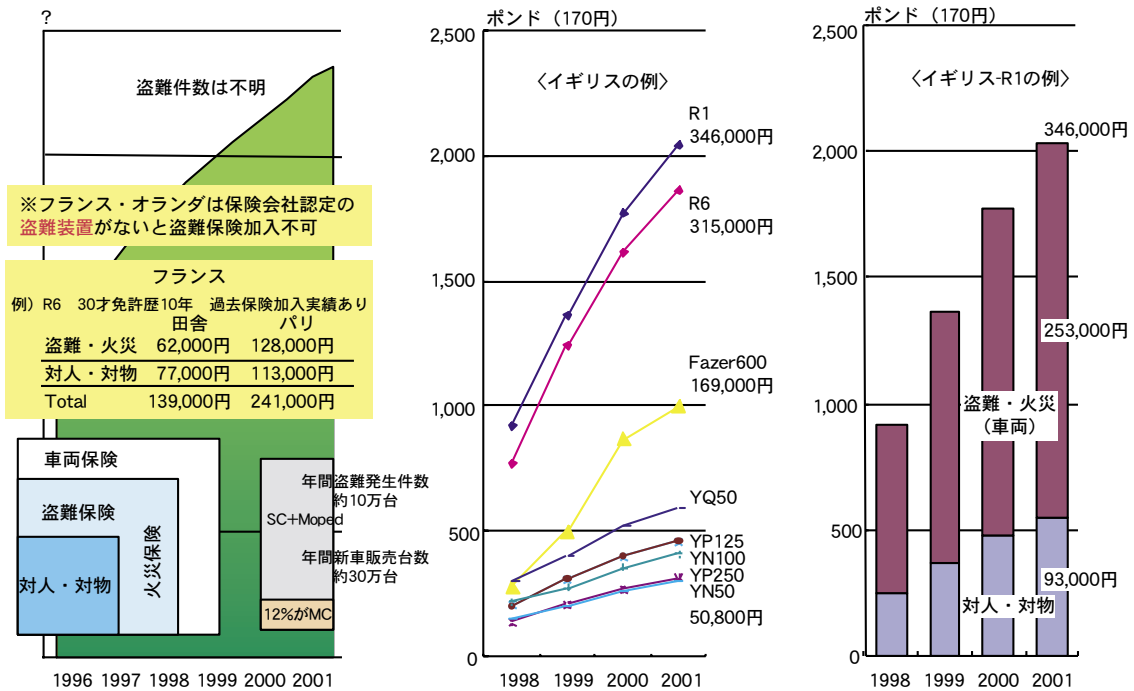 ?
盗難件数は不明
※フランス・オランダは保険会社認定の
盗難装置がないと盗難保険加入不可
フランス
例）R6 30才免許歴10年 過去保険加入実績あり
田舎 パリ
盗難・火災 62,000円 128,000円
対人・対物 77,000円 113,000円
Total 139,000円 241,000円
車両保険
盗難保険
火災保険
対人・対物
年間盗難発生件数
約10万台
SC+Moped
年間新車販売台数
約30万台
12%がMC
1996 1997 1998 1999 2000 2001
ポンド（170円）
2,500
〈イギリスの例〉
R1
346,000円
2,000
R6
315,000円
1,500
Fazer600
169,000円
1,000
YQ50
500
YP125
YN100
YP250
YN50
50,800円
0
1998 1999 2000 2001
ポンド（170円）
2,500
〈イギリス-R1の例〉
346,000円
2,000
1,500
253,000円
1,000
盗難・火災
（車両）
500
93,000円
対人・対物
0
1998 1999 2000 2001